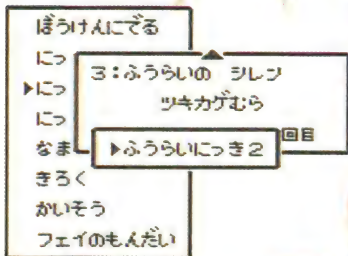 ぼうけんにでる
にっ
▶にっ
にっ
なま
きろく
かいそう
フェイのもんだい
3:ふうらいの シレン
ツキカゲむら
回目
▶ふうらいにっき2